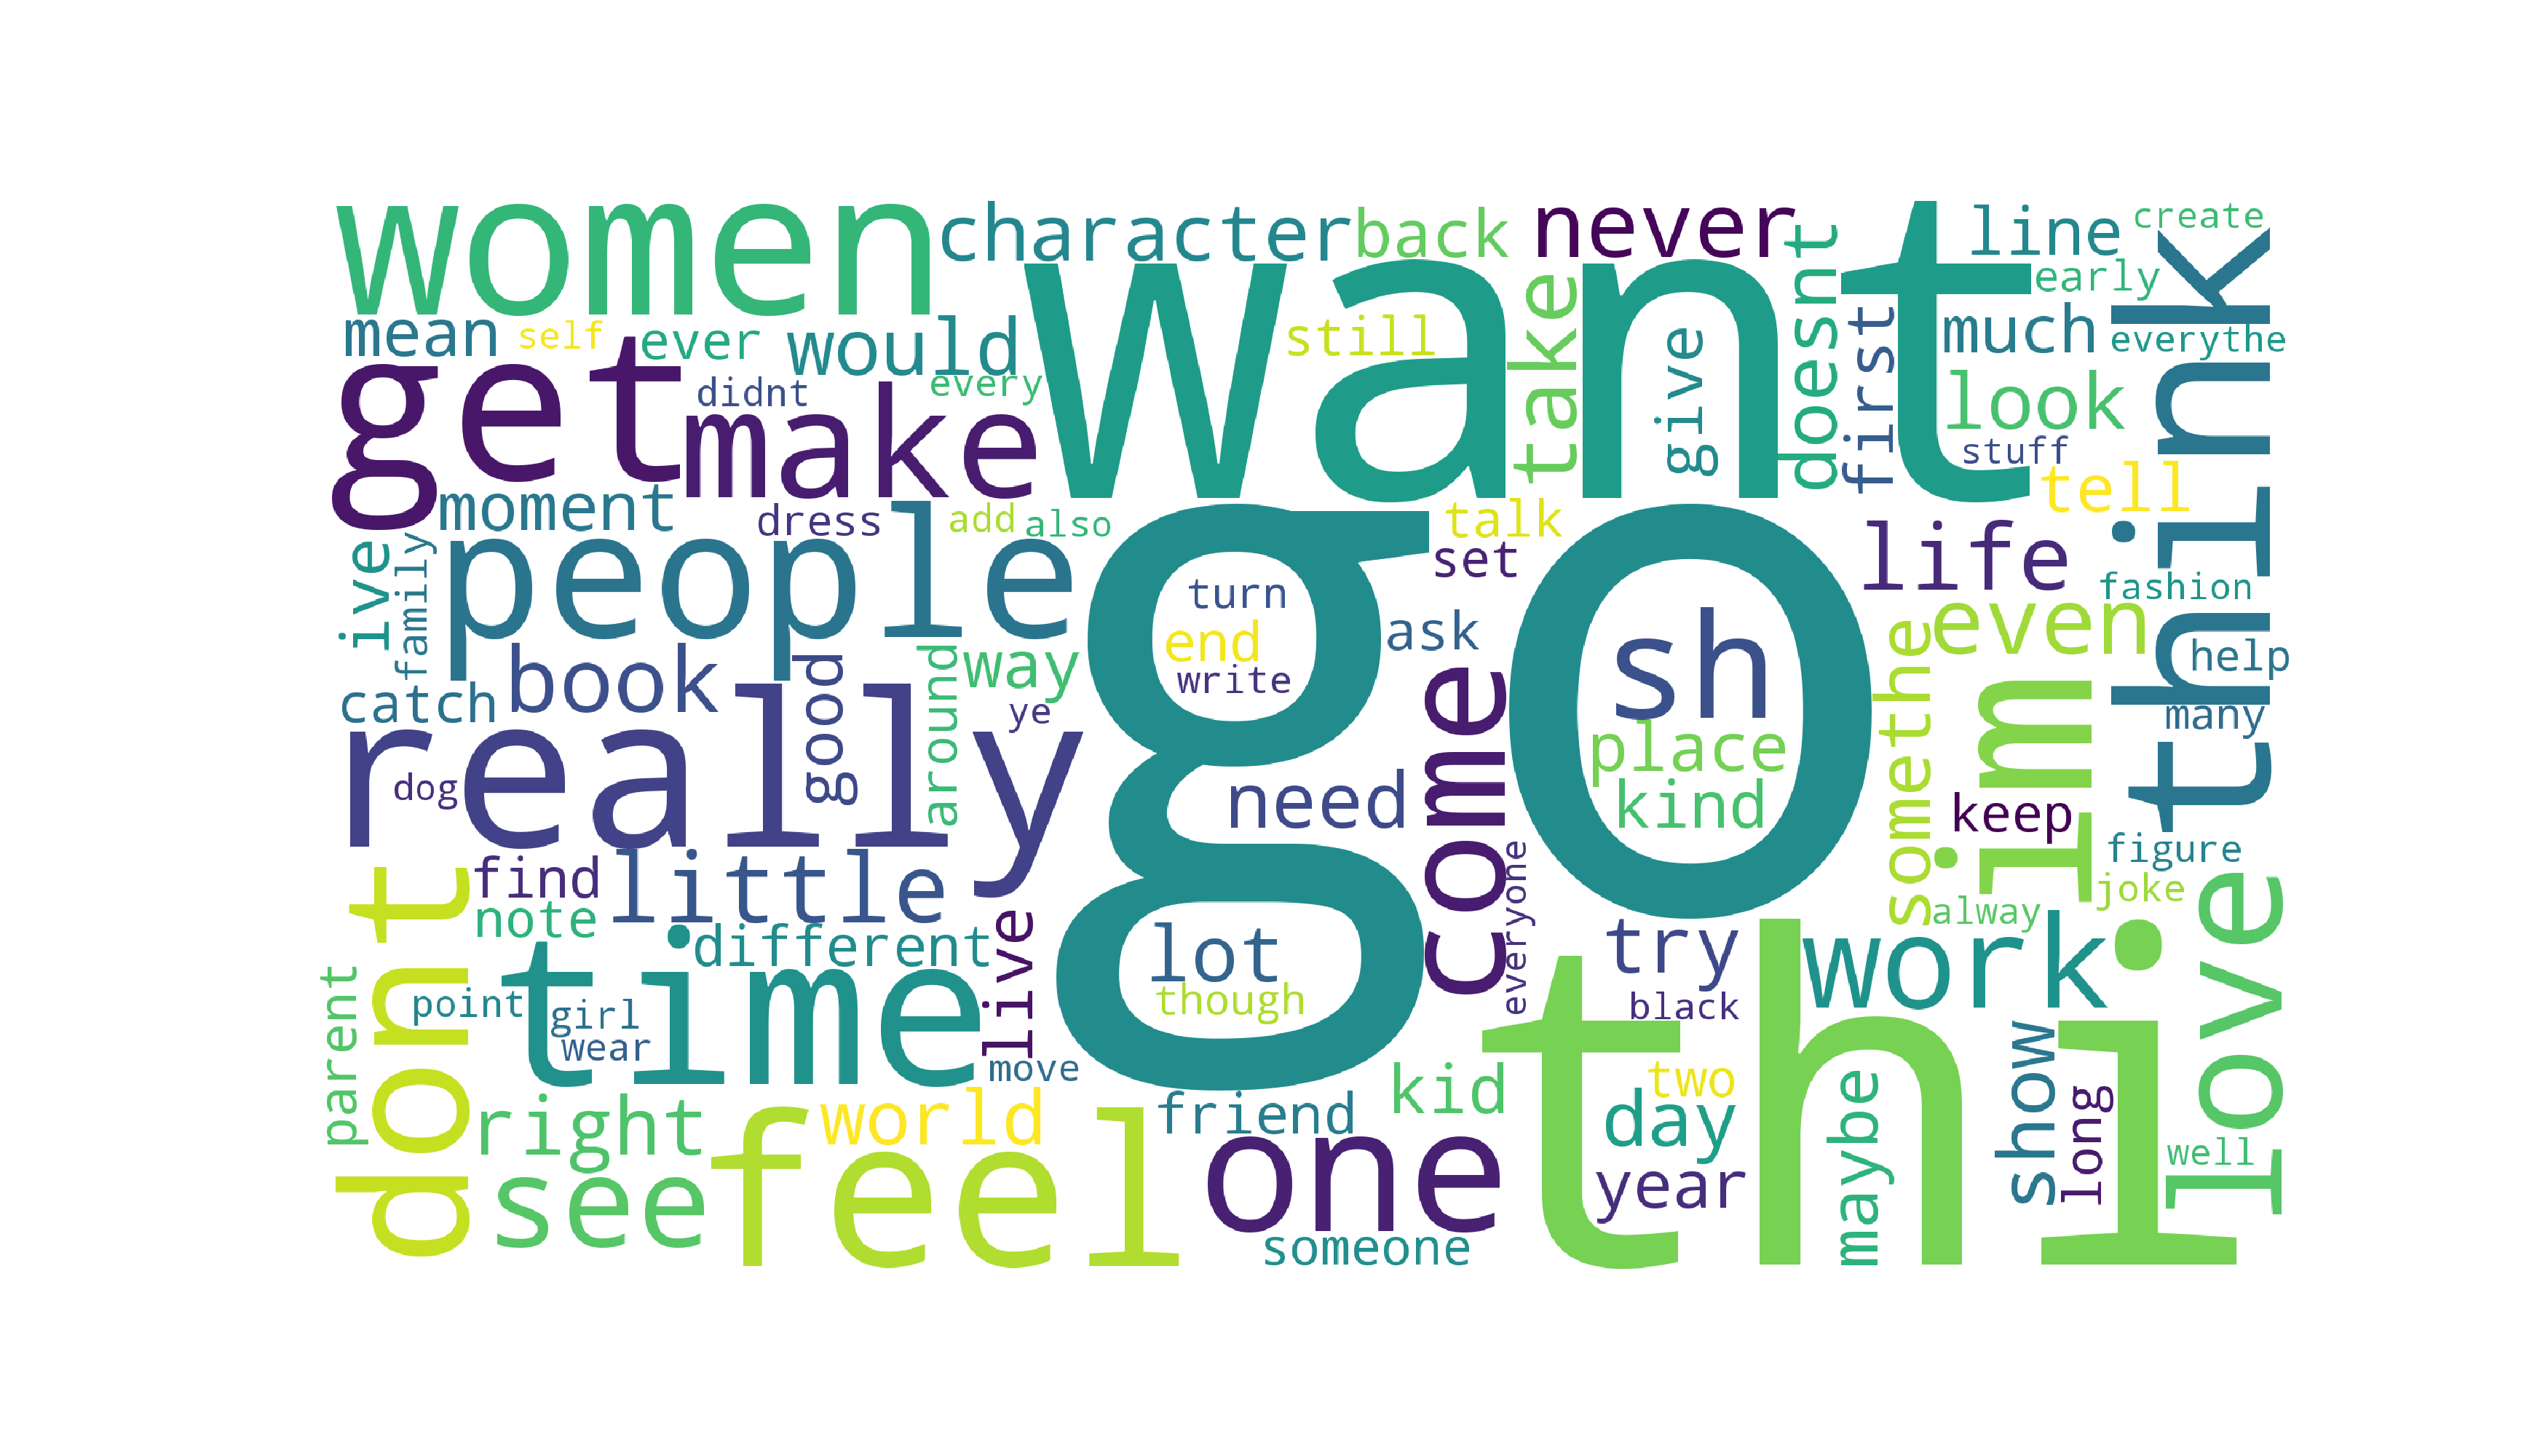 women
character
back
never
want
line
create
early
think
mean
self
ever
would
still
take
give
doesnt
first
much
everythe
get
didnt
every
make
look
stuff
tell
moment
dress
add
also
talk
set
life
fashion
ive
family
people
turn
end
write
ask
go
sh
place
kind
somethe
even
im
help
many
catch
book
good
around
way
ye
really
dog
need
come
everyone
keep
figure
joke
alway
love
dont
find
note
little
different
live
lot
though
try
black
work
thi
parent
point
time
girl
wear
move
right
see
feel
world
friend
kid
one
someone
two
day
year
maybe
show
long
well